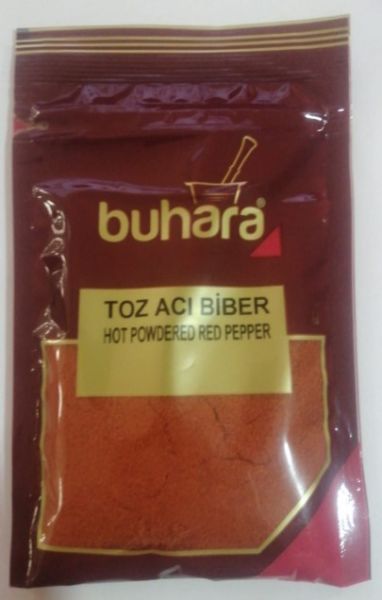 buhara®
TOZ ACI BİBER
HOT POWDERED RED PEPPER